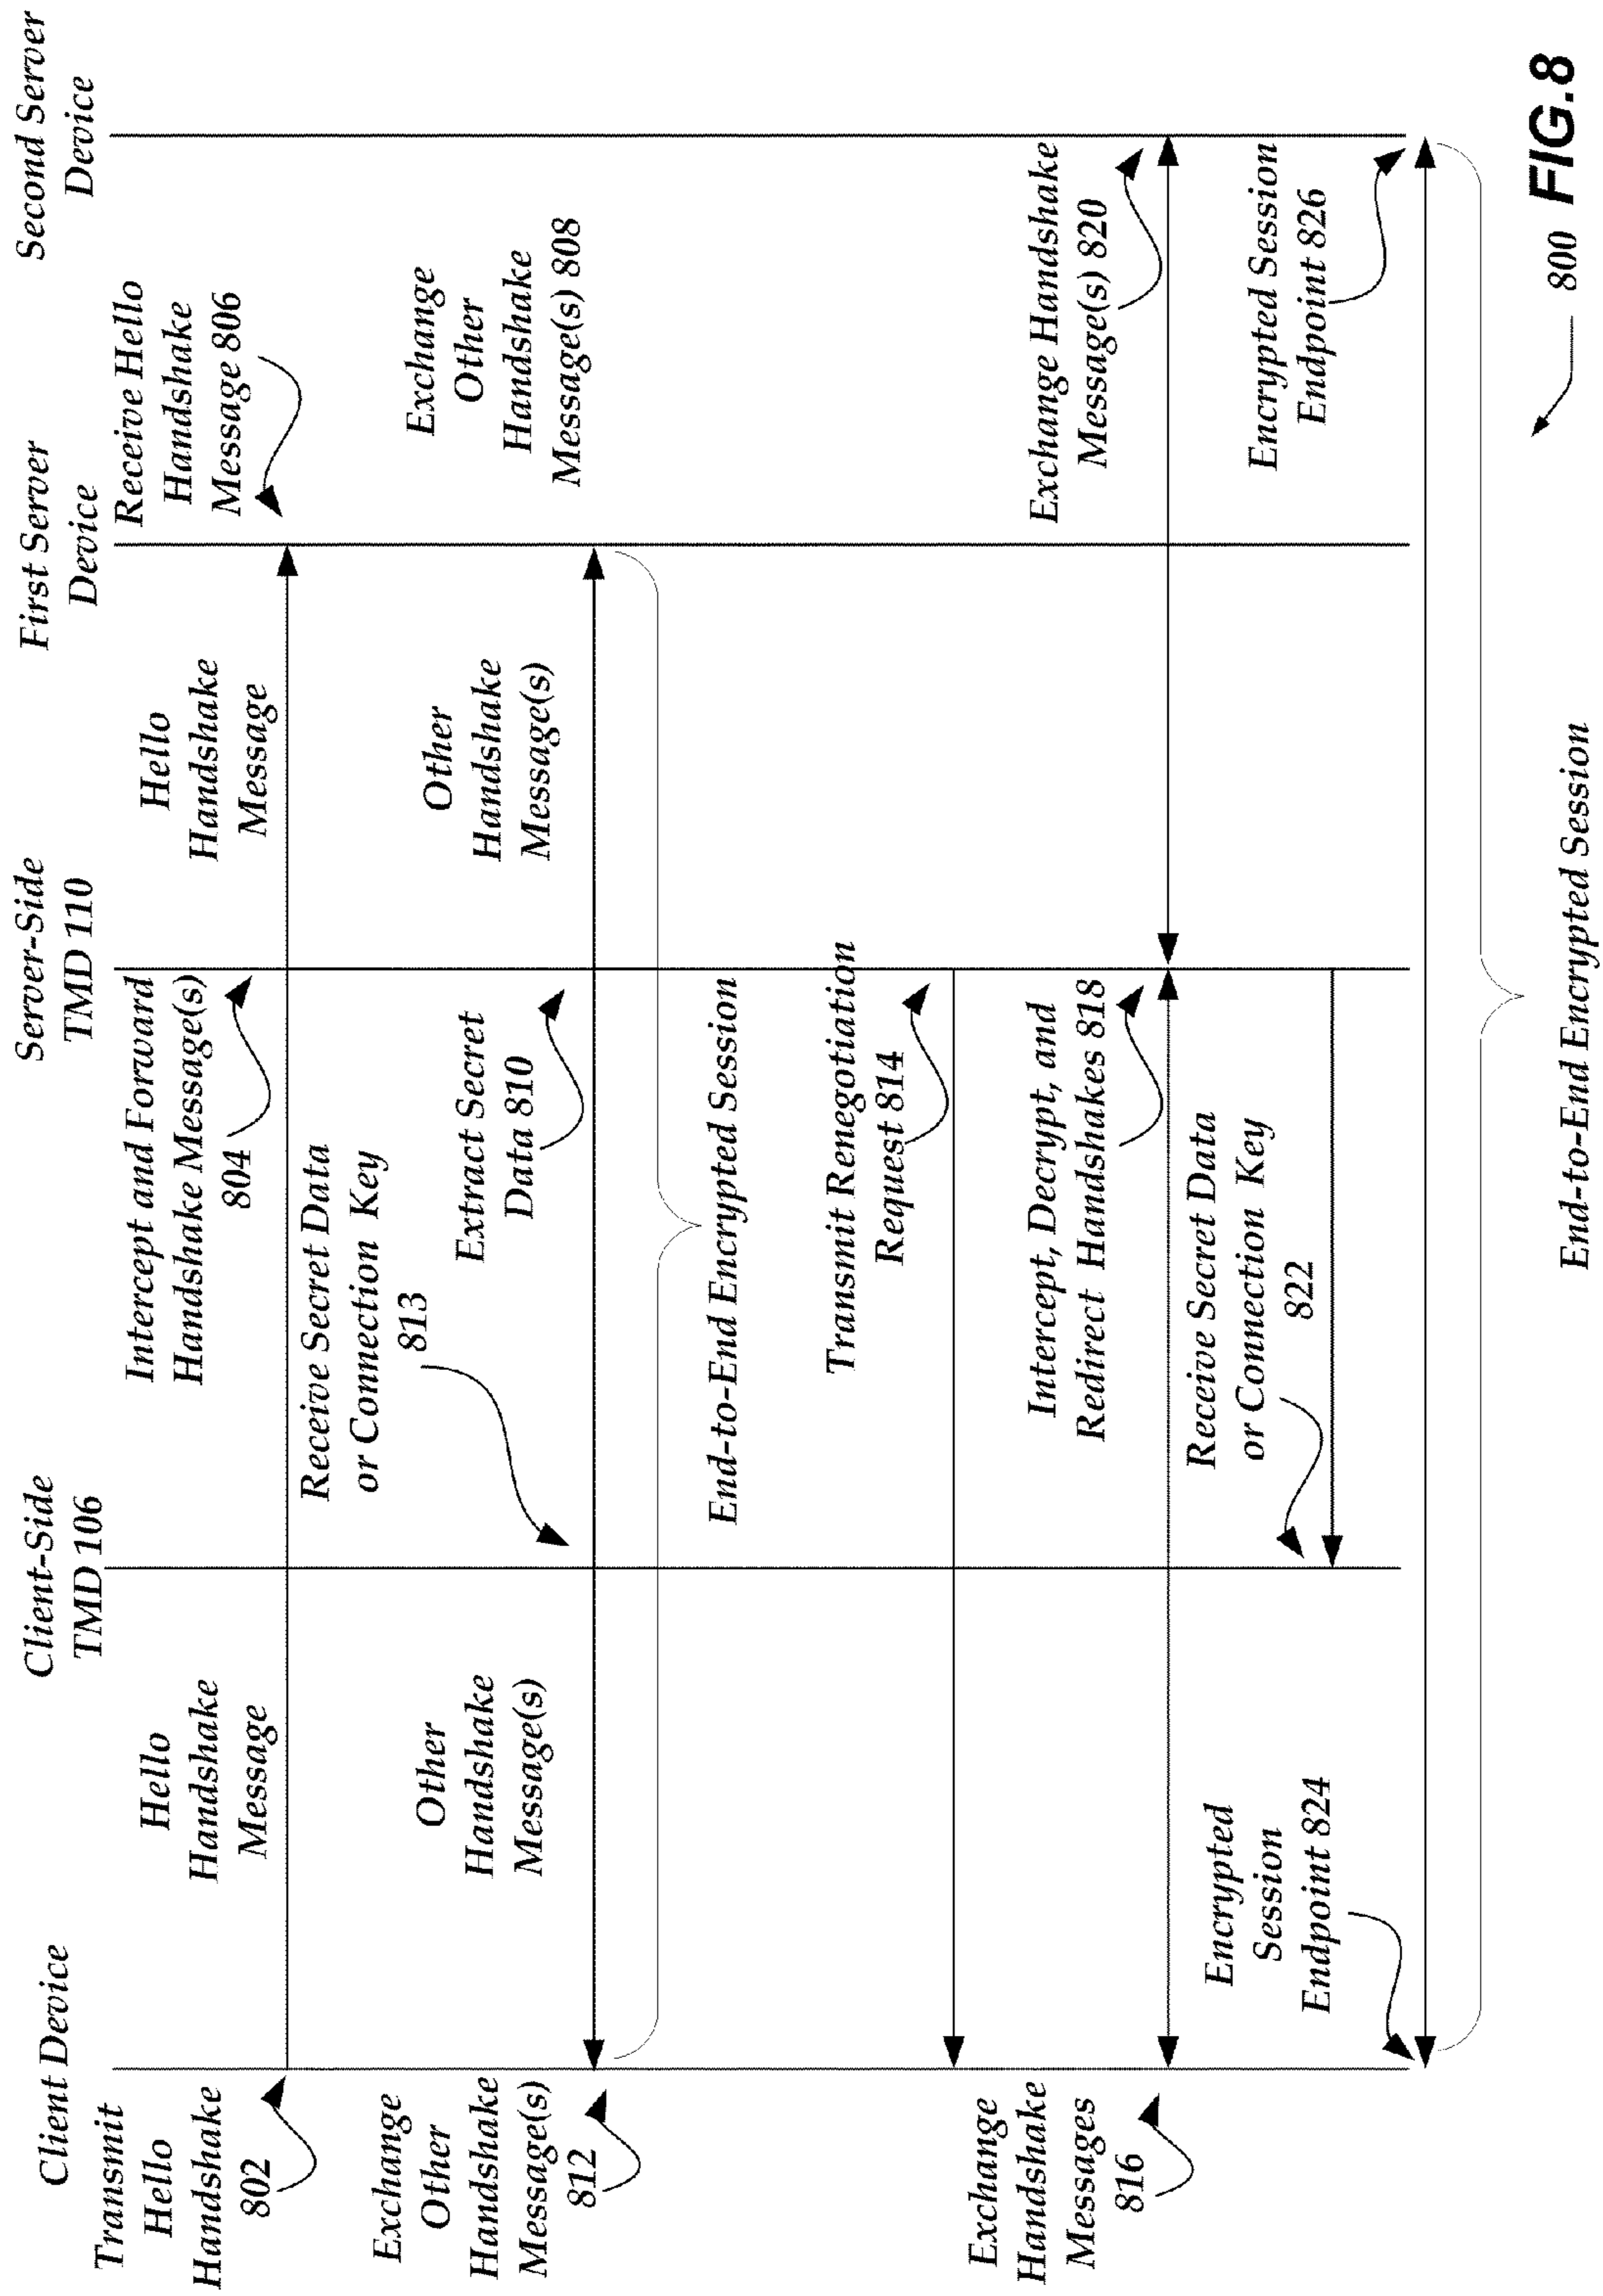 Client Device
Client-Side
TMD 106
Server-Side
TMD 110
First Server
Device
Second Server
Device
Transmit
Hello
Handshake
802
Hello
Handshake
Message
Intercept and Forward
Handshake Message(s)
804
Hello
Handshake
Message
Receive Hello
Handshake
Message 806
Receive Secret Data
or Connection Key
813
Exchange
Other
Handshake
Message(s)
812
Other
Handshake
Message(s)
Extract Secret
Data 810
Other
Handshake
Message(s)
Exchange
Other
Handshake
Message(s) 808
End-to-End Encrypted Session
Transmit Renegotiation
Request 814
Exchange
Handshake
Messages
816
Intercept, Decrypt, and
Redirect Handshakes 818
Exchange Handshake
Message(s) 820
Receive Secret Data
or Connection Key
822
Encrypted
Session
Endpoint 824
Encrypted Session
Endpoint 826
End-to-End Encrypted Session
800
FIG.8